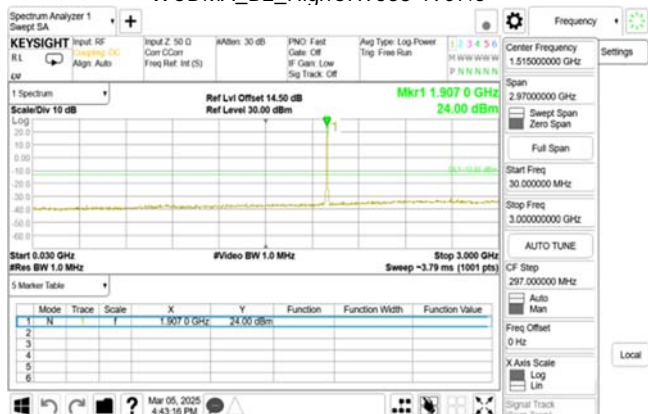 Spectrum Analyzer 1
Swept SA
+
Frequency
KEYSIGHT
RL
Input: RF
Coupling: DC
Align: Auto
Input Z: 50 Ω
Corr CCorr
Freq Ref: Int (S)
#Atten: 30 dB
PNO: Fast
Gate: Off
IF Gain: Low
Sig Track: Off
Avg Type: Log-Power
Trig: Free Run
1 2 3 4 5 6
M W W W W W
P N N N N N
Center Frequency
1.515000000 GHz
Settings
1 Spectrum
Scale/Div 10 dB
Ref Lvl Offset 14.50 dB
Ref Level 30.00 dBm
Mkr1 1.907 0 GHz
24.00 dBm
Span
2.97000000 GHz
Swept Span
Zero Span
Full Span
Log
20.0
10.0
0.00
-10.0
-20.0
-30.0
-40.0
-50.0
-60.0
1
Start Freq
30.000000 MHz
Stop Freq
3.000000000 GHz
AUTO TUNE
Start 0.030 GHz
#Res BW 1.0 MHz
#Video BW 1.0 MHz
Stop 3.000 GHz
Sweep ~3.79 ms (1001 pts)
CF Step
297.000000 MHz
Auto
Man
5 Marker Table
Mode Trace Scale X Y Function Function Width Function Value
1 N 1 f 1.907 0 GHz 24.00 dBm
2
3
4
5
6
Freq Offset
0 Hz
X Axis Scale
Log
Lin
Local
Signal Track
?
Mar 05, 2025
4:43:16 PM